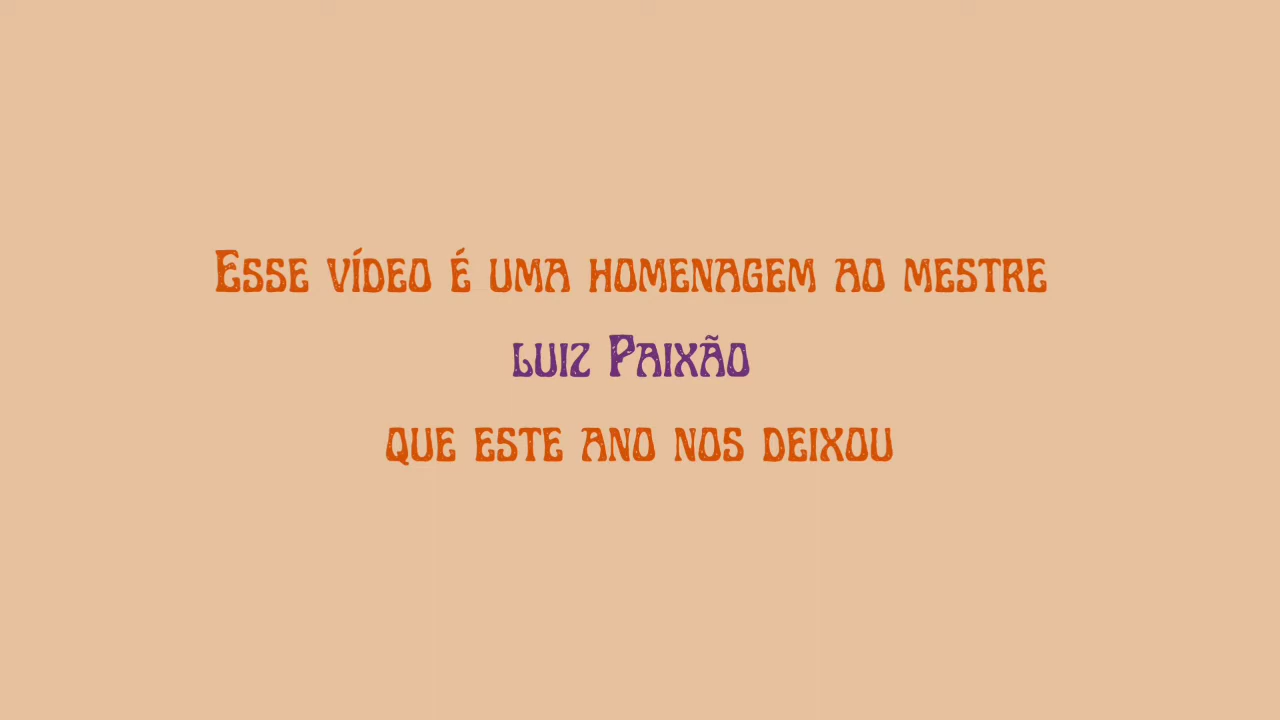 Esse vídeo é uma homenagem ao mestre
luiz Paixão
que este ano nos deixou